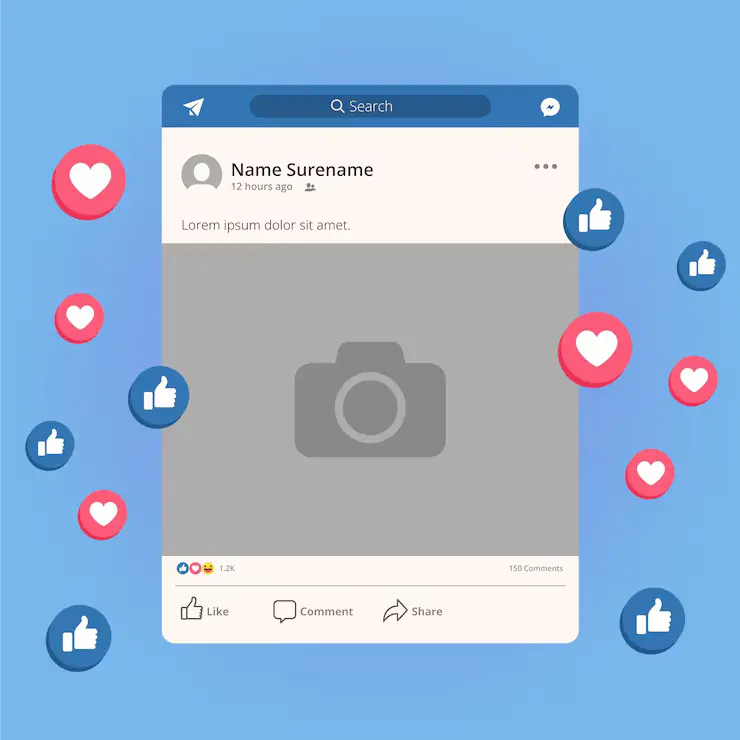 Search
Name Surename
12 hours ago
Lorem ipsum dolor sit amet.
1.2K
150 Comments
Like
Comment
Share